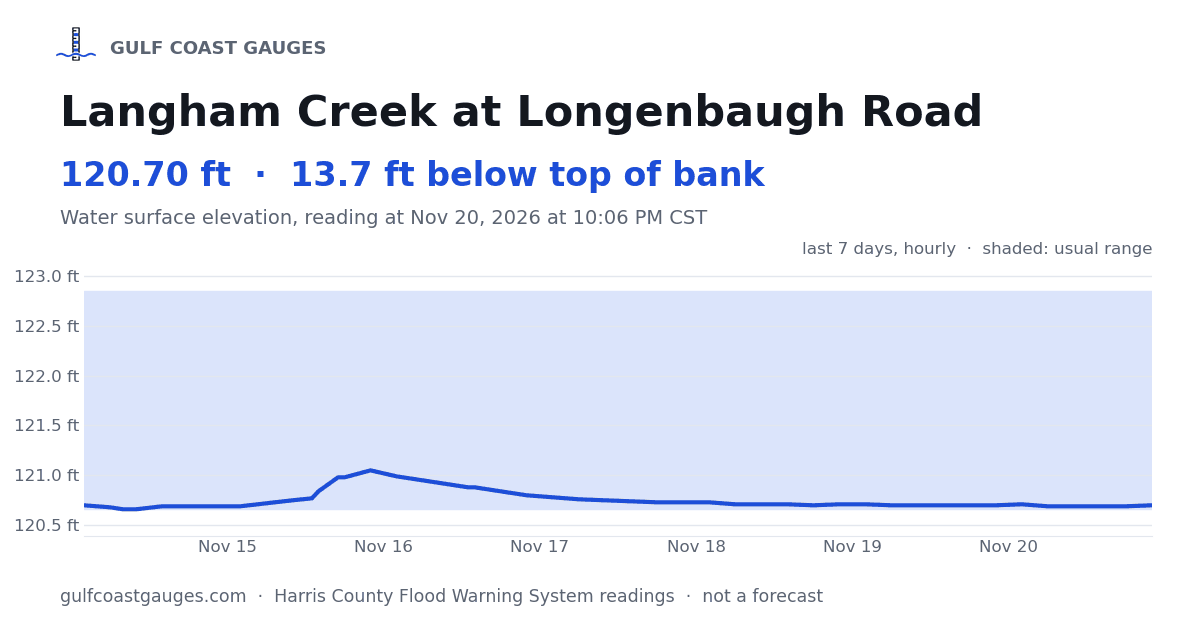 GULF COAST GAUGES
Langham Creek at Longenbaugh Road
120.70 ft · 13.7 ft below top of bank
Water surface elevation, reading at Nov 20, 2026 at 10:06 PM CST
last 7 days, hourly · shaded: usual range
123.0 ft
122.5 ft
122.0 ft
121.5 ft
121.0 ft
120.5 ft
Nov 15 Nov 16 Nov 17 Nov 18 Nov 19 Nov 20
gulfcoastgauges.com · Harris County Flood Warning System readings · not a forecast